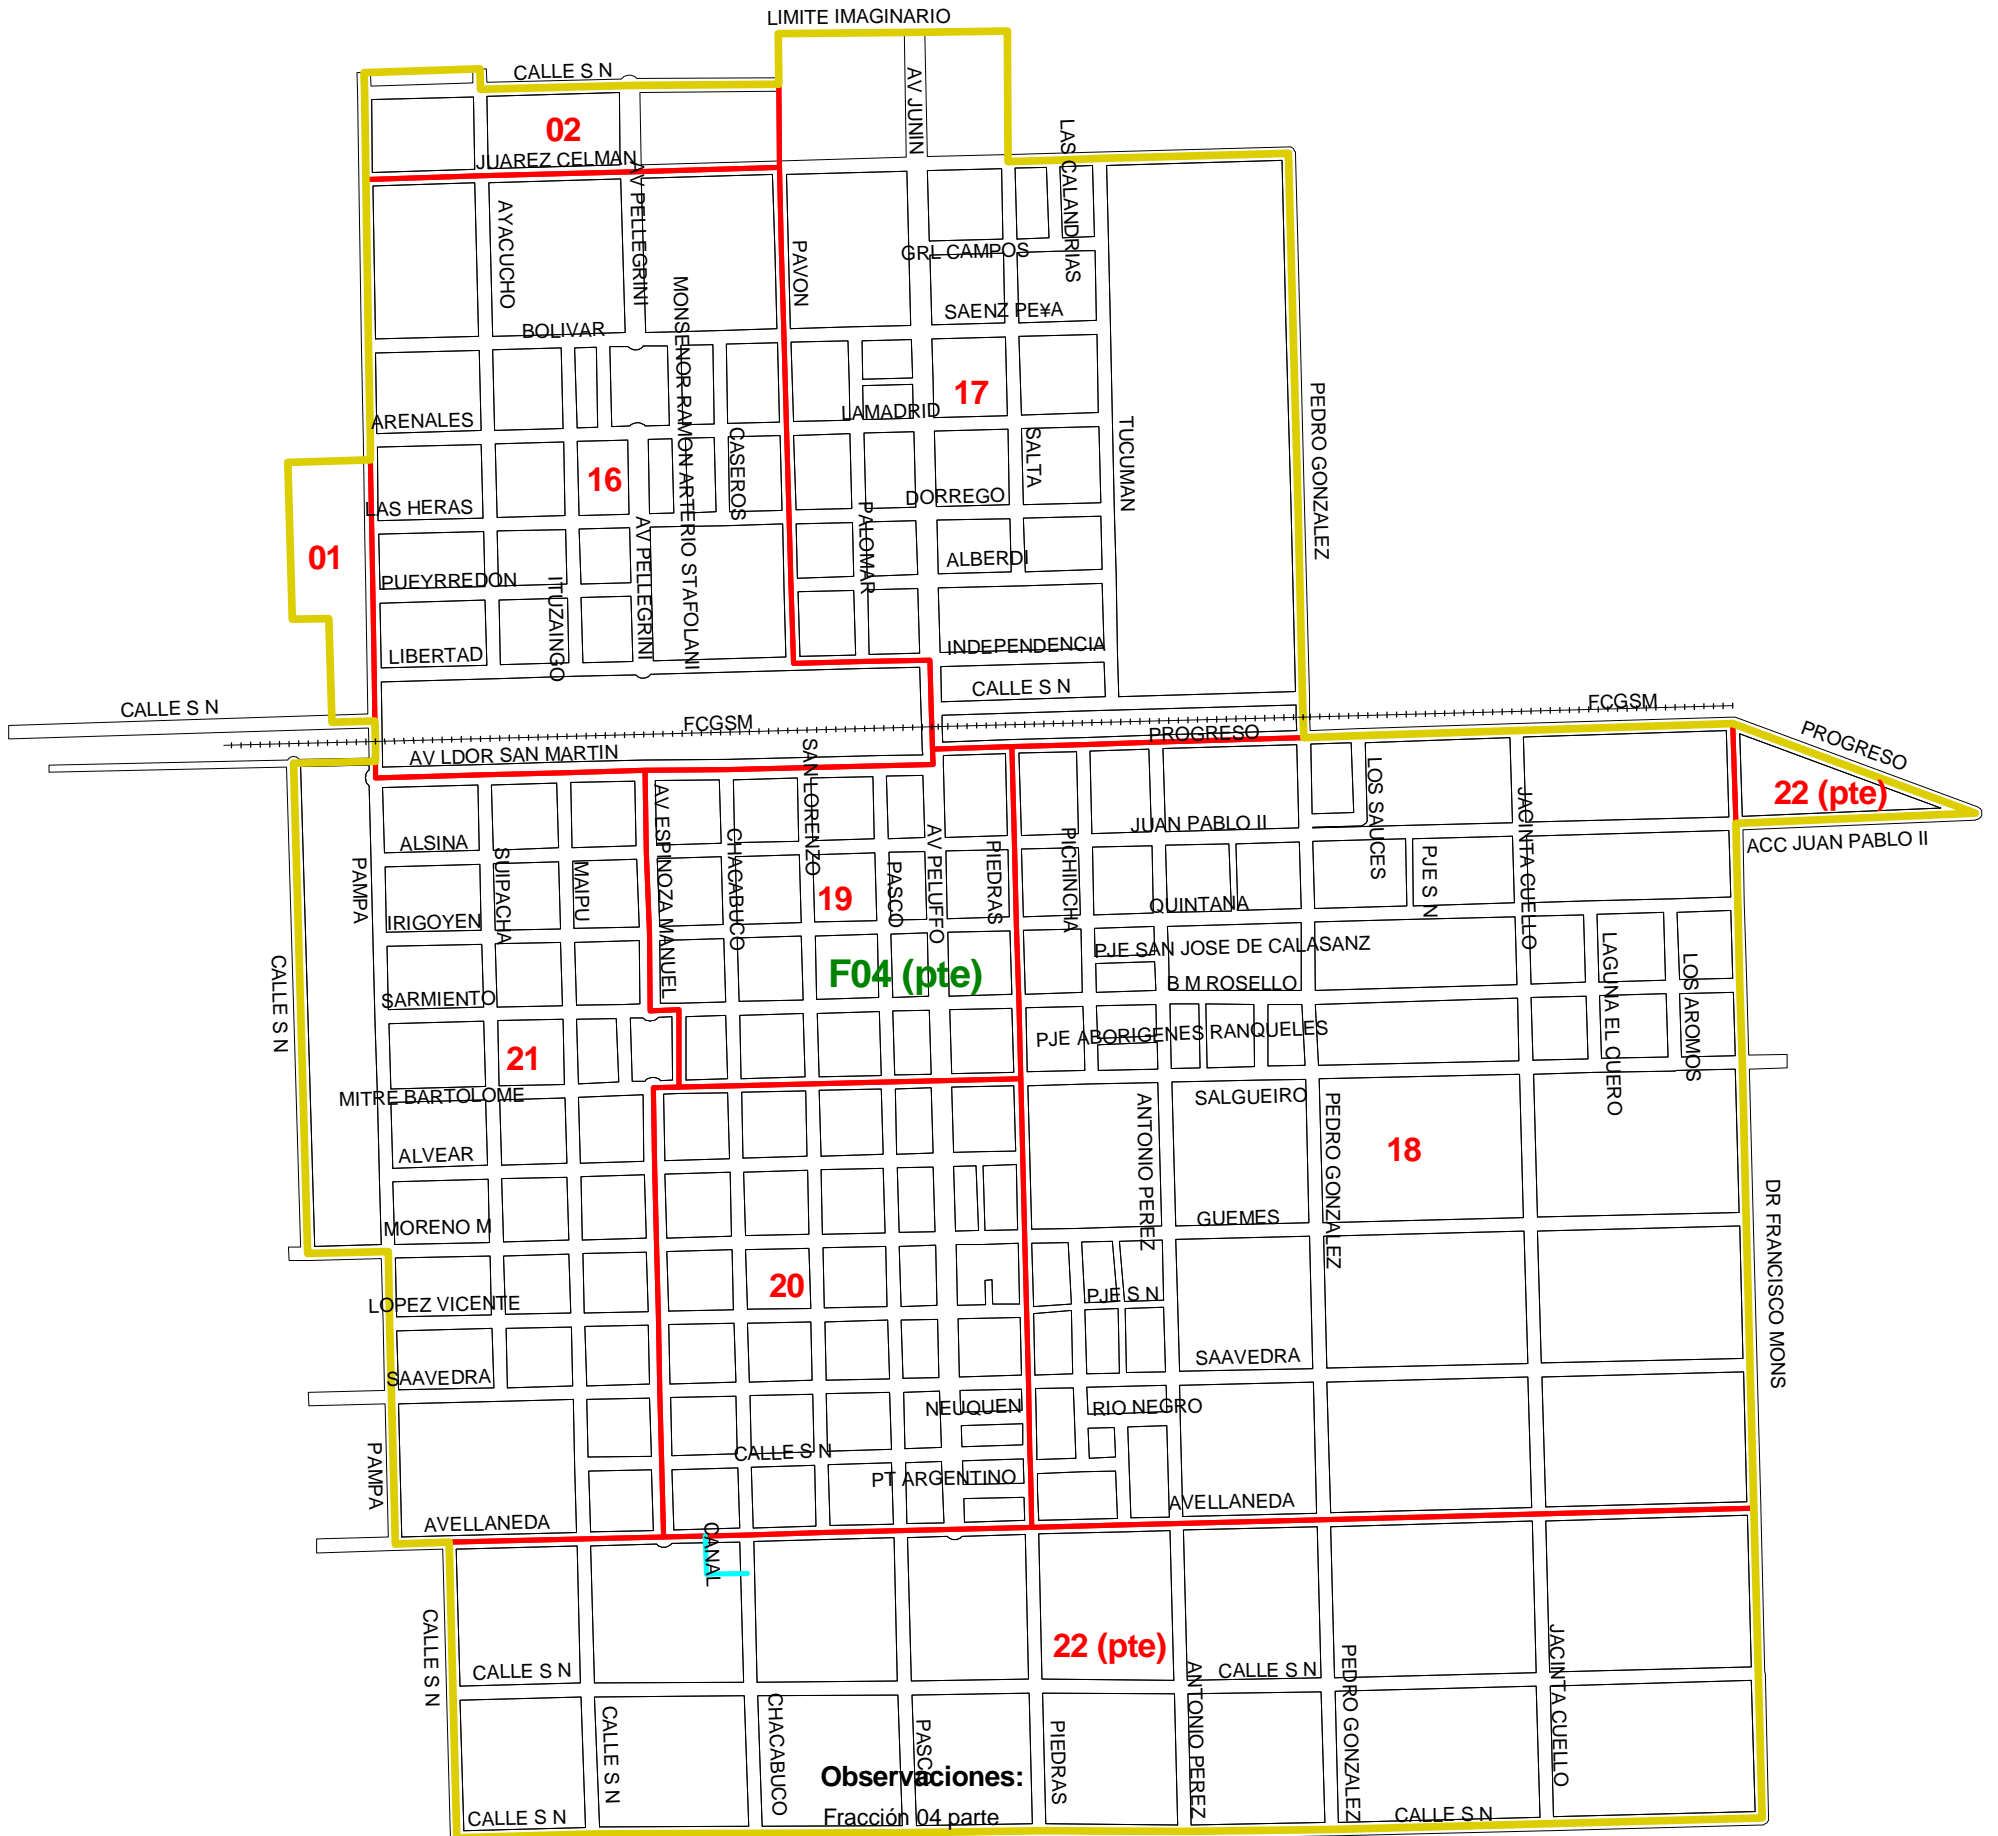 LIMITE IMAGINARIO
CALLE S N
AV JUNIN
02
JUAREZ CELMAN
LAS CALANDRIAS
AYACUCHO
AV PELLEGRINI
PAVON
GRL CAMPOS
MONSENOR RAMON ARTERIO STAFOLANI
SAENZ PE¥A
BOLIVAR
17
LAMADRID
ARENALES
CASEROS
SALTA
TUCUMAN
PEDRO GONZALEZ
16
LAS HERAS
DORREGO
PALOMAR
01
AV PELLEGRINI
ALBERDI
PUEYRREDON
ITUZAINGO
LIBERTAD
INDEPENDENCIA
CALLE S N
CALLE S N
FCGSM
FCGSM
PROGRESO
PROGRESO
AV LDOR SAN MARTIN
SAN LORENZO
LOS SAUCES
JACINTA CUELLO
22 (pte)
AV ESPINOZA MANUEL
CHACABUCO
AV PELUFFO
PIEDRAS
PICHINCHA
JUAN PABLO II
ACC JUAN PABLO II
ALSINA
SUIPACHA
MAIPU
PAMPA
PASCO
PJE S N
19
QUINTANA
IRIGOYEN
PJE SAN JOSE DE CALASANZ
LAGUNA EL CUERO
LOS AROMOS
F04 (pte)
B M ROSELLO
CALLE S N
SARMIENTO
PJE ABORIGENES RANQUELES
21
MITRE BARTOLOME
SALGUEIRO
ANTONIO PEREZ
PEDRO GONZALEZ
18
ALVEAR
DR FRANCISCO MONS
MORENO M
GUEMES
20
PJE S N
LOPEZ VICENTE
SAAVEDRA
SAAVEDRA
NEUQUEN
RIO NEGRO
CALLE S N
PAMPA
PT ARGENTINO
AVELLANEDA
AVELLANEDA
CANAL
CALLE S N
22 (pte)
CALLE S N
CALLE S N
ANTONIO PEREZ
PEDRO GONZALEZ
JACINTA CUELLO
CALLE S N
CHACABUCO
PASCO
PIEDRAS
Observaciones:
Fracción 04 parte
CALLE S N
CALLE S N